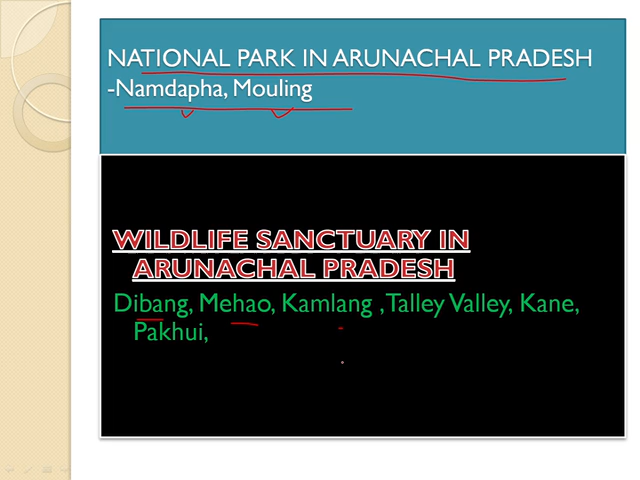 NATIONAL PARK IN ARUNACHAL PRADESH
-Namdapha, Mouling
WILDLIFE SANCTUARY IN
ARUNACHAL PRADESH
Dibang, Mehao, Kamlang ,Talley Valley, Kane,
Pakhui,